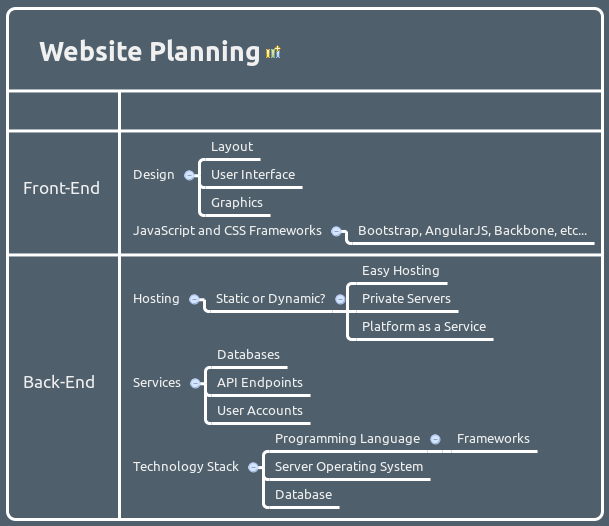 Website Planning
Front-End
Design
Layout
User Interface
Graphics
JavaScript and CSS Frameworks
Bootstrap, AngularJS, Backbone, etc...
Back-End
Hosting
Static or Dynamic?
Easy Hosting
Private Servers
Platform as a Service
Services
Databases
API Endpoints
User Accounts
Technology Stack
Programming Language
Frameworks
Server Operating System
Database